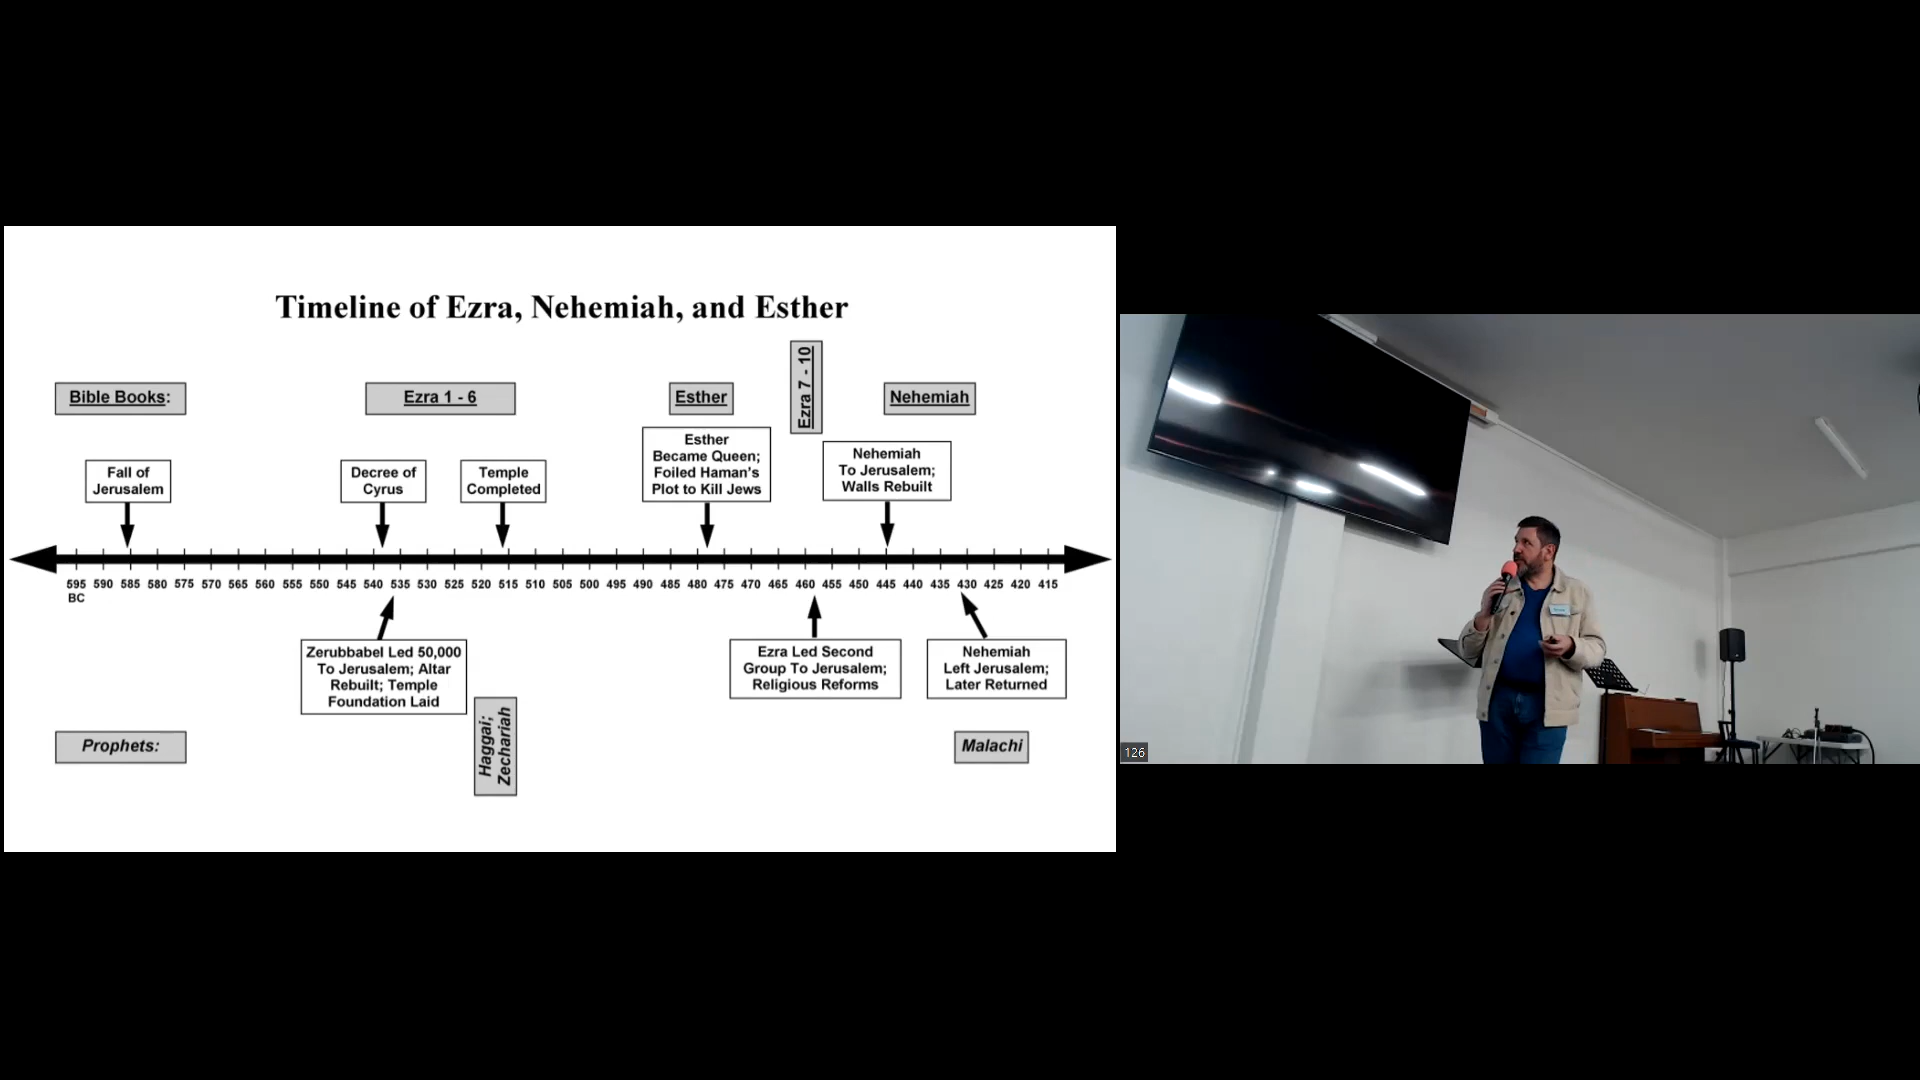 Timeline of Ezra, Nehemiah, and Esther
Bible Books:
Ezra 1 - 6
Esther
Ezra 7 - 10
Nehemiah
Fall of
Jerusalem
Decree of
Cyrus
Temple
Completed
Esther
Became Queen;
Foiled Haman's
Plot to Kill Jews
Nehemiah
To Jerusalem;
Walls Rebuilt
595 590 585 580 575 570 565 560 555 550 545 540 535 530 525 520 515 510 505 500 495 490 485 480 475 470 465 460 455 450 445 440 435 430 425 420 415
BC
Zerubbabel Led 50,000
To Jerusalem; Altar
Rebuilt; Temple
Foundation Laid
Ezra Led Second
Group To Jerusalem;
Religious Reforms
Nehemiah
Left Jerusalem;
Later Returned
Prophets:
Haggai;
Zechariah
Malachi
126